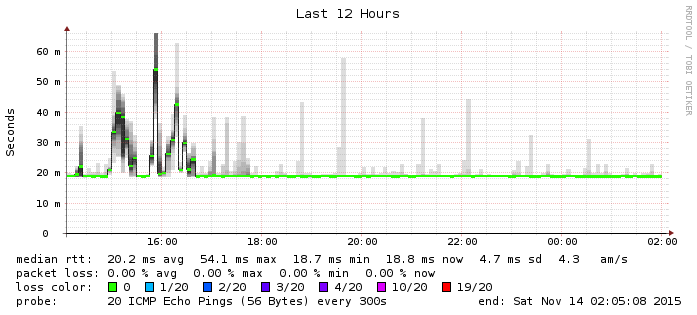 Last 12 Hours
RRDTOOL / TOBI OETIKER
Seconds
60 m
50 m
40 m
30 m
20 m
10 m
0
16:00 18:00 20:00 22:00 00:00 02:00
median rtt: 20.2 ms avg 54.1 ms max 18.7 ms min 18.8 ms now 4.7 ms sd 4.3 am/s
packet loss: 0.00 % avg 0.00 % max 0.00 % min 0.00 % now
loss color: 0 1/20 2/20 3/20 4/20 10/20 19/20
probe: 20 ICMP Echo Pings (56 Bytes) every 300s end: Sat Nov 14 02:05:08 2015